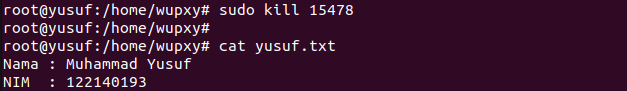 root@yusuf:/home/wupxy# sudo kill 15478
root@yusuf:/home/wupxy#
root@yusuf:/home/wupxy# cat yusuf.txt
Nama : Muhammad Yusuf
NIM  : 122140193